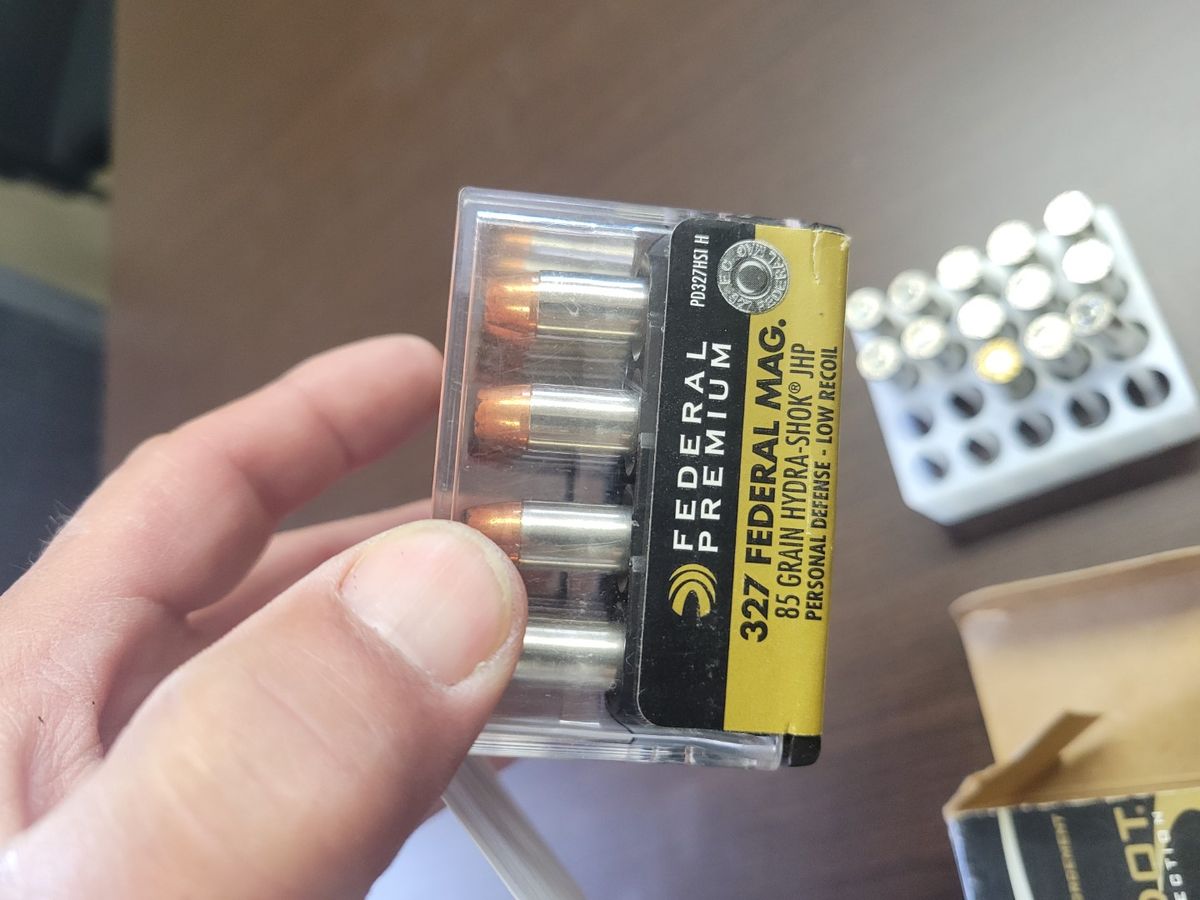 FEDERAL
PREMIUM
PD327HS1 H
327 FEDERAL MAG.
85 GRAIN HYDRA-SHOK® JHP
PERSONAL DEFENSE - LOW RECOIL